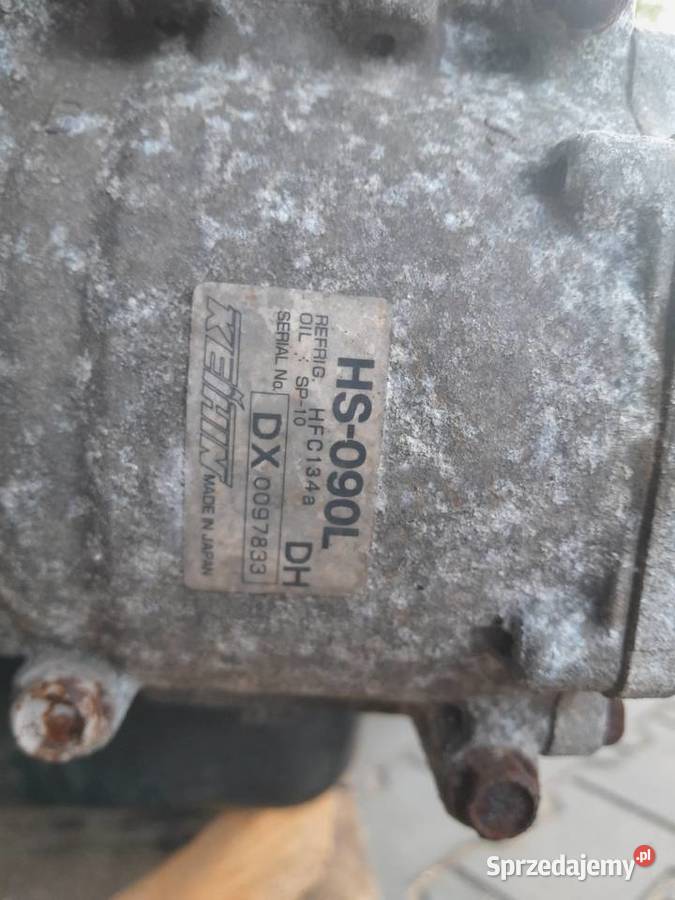 HS-090L DH
REFRIG. HFC134a
OIL : SP-10
SERIAL No. DX 0097833
KEIHIN MADE IN JAPAN
Sprzedajemy.pl